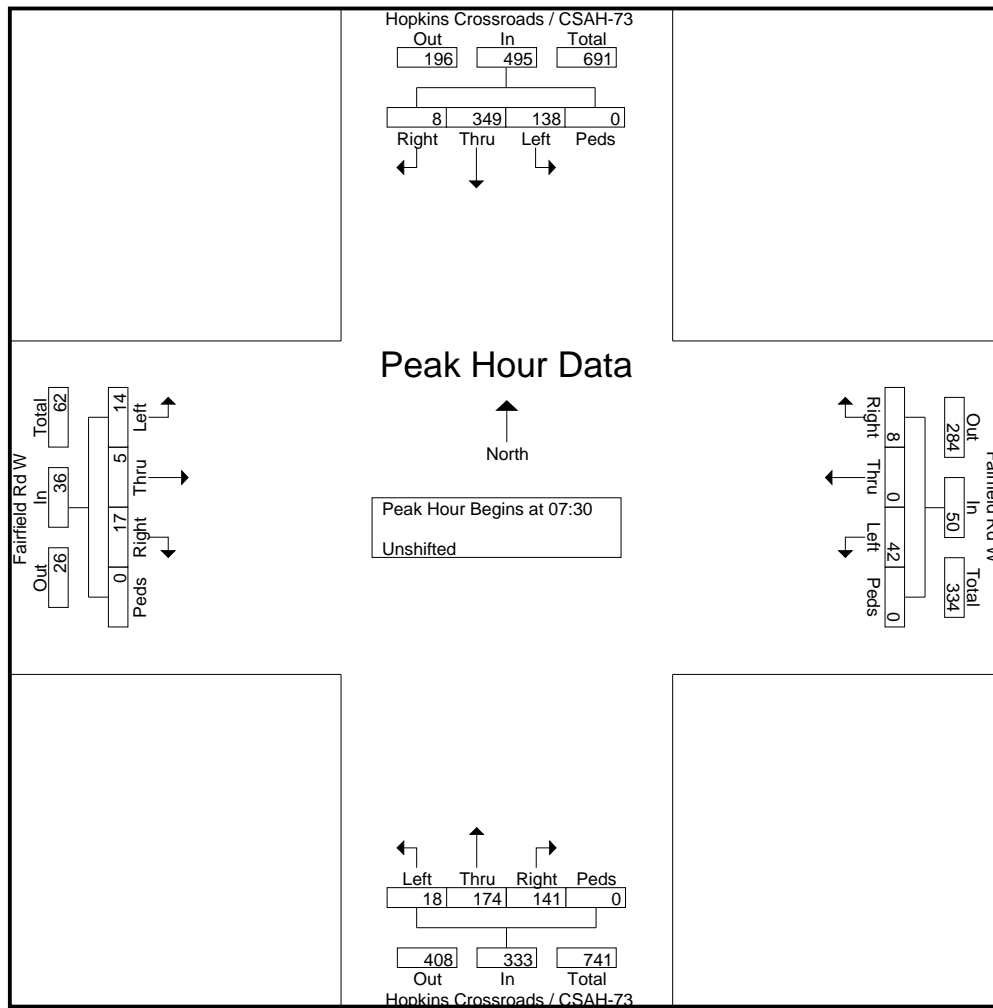 Hopkins Crossroads / CSAH-73
Out In Total
196 495 691
8 349 138 0
Right Thru Left Peds
Peak Hour Data
North
Peak Hour Begins at 07:30
Unshifted
Fairfield Rd W
Total In Out
62 36 26
14 5 17 0
Left Thru Right Peds
Right Thru Left Peds
8 0 42 0
Out In Total
284 50 334
Fairfield Rd W
Left Thru Right Peds
18 174 141 0
408 333 741
Out In Total
Hopkins Crossroads / CSAH-73